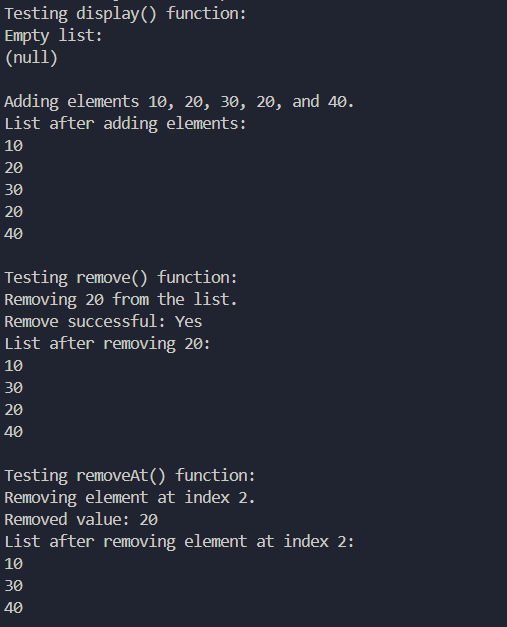 Testing display() function:
Empty list:
(null)
Adding elements 10, 20, 30, 20, and 40.
List after adding elements:
10
20
30
20
40
Testing remove() function:
Removing 20 from the list.
Remove successful: Yes
List after removing 20:
10
30
20
40
Testing removeAt() function:
Removing element at index 2.
Removed value: 20
List after removing element at index 2:
10
30
40